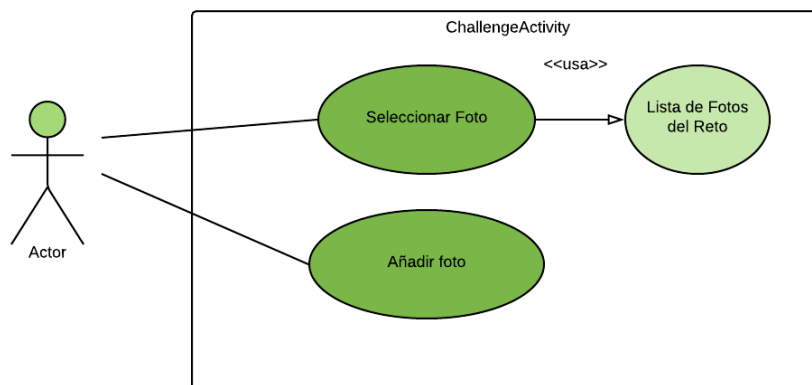 ChallengeActivity
<<usa>>
Seleccionar Foto
Lista de Fotos
del Reto
Actor
Añadir foto